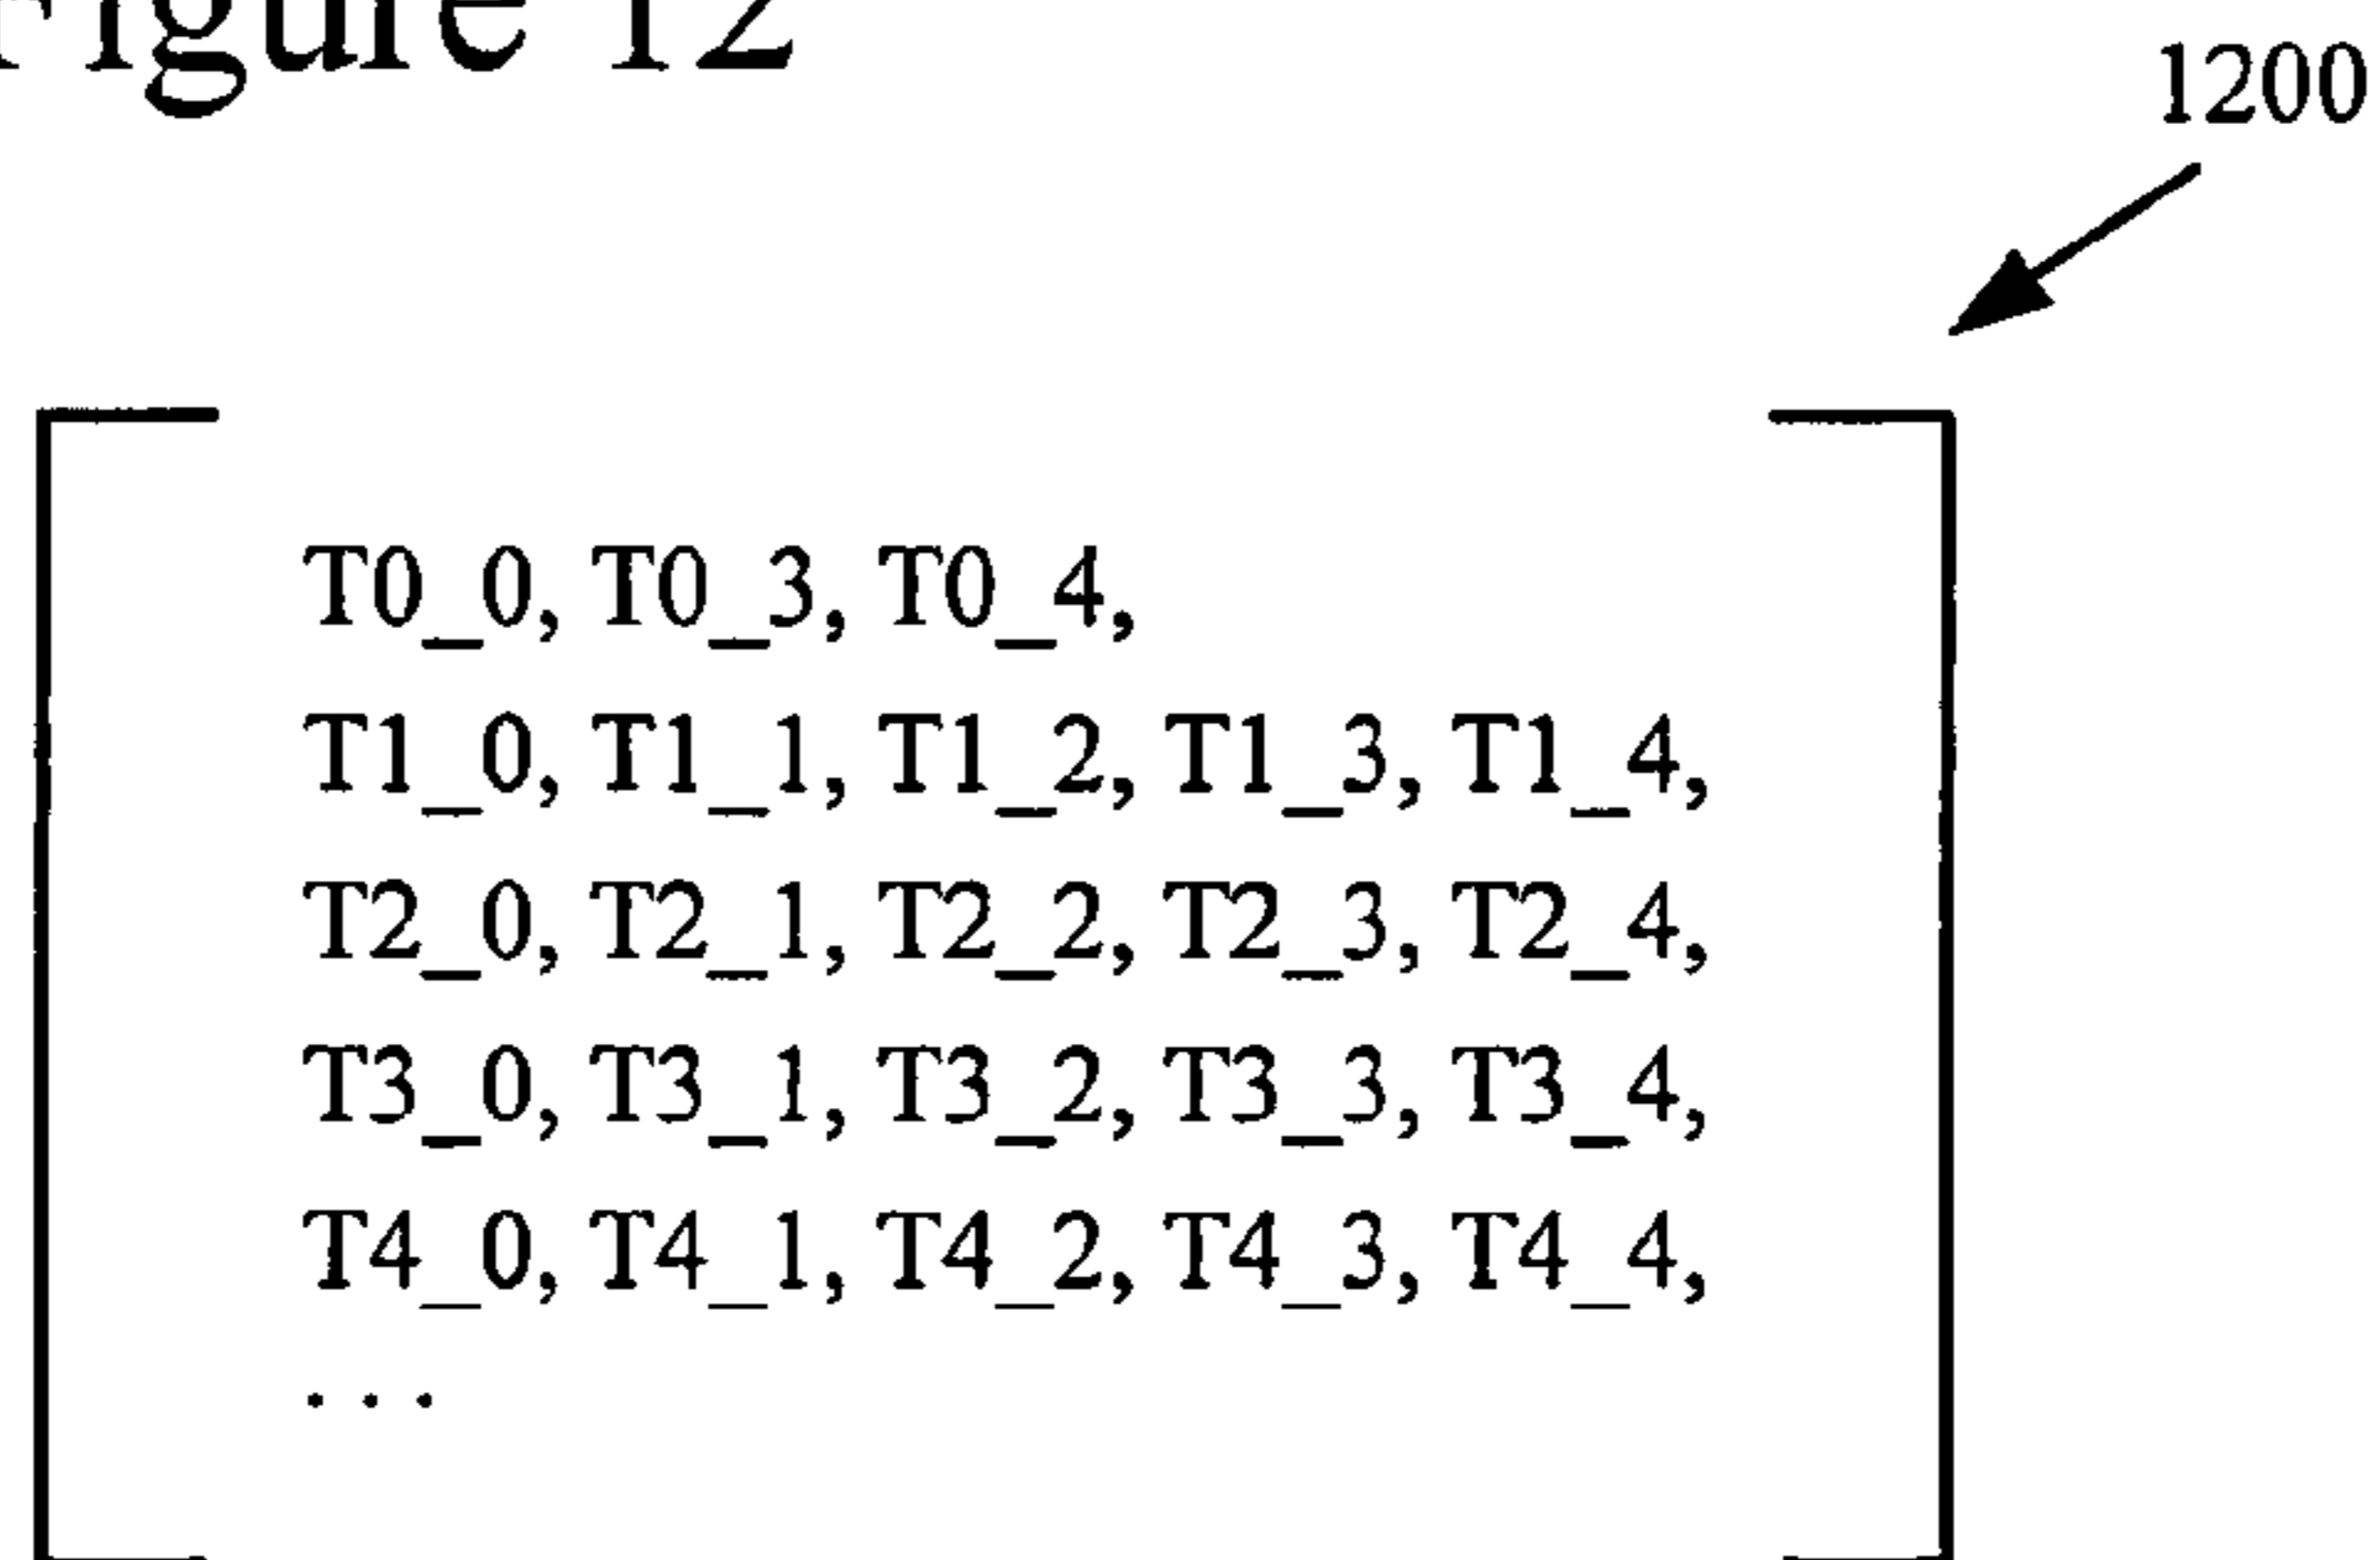 Figure 12
1200
T0_0, T0_3, T0_4,
T1_0, T1_1, T1_2, T1_3, T1_4,
T2_0, T2_1, T2_2, T2_3, T2_4,
T3_0, T3_1, T3_2, T3_3, T3_4,
T4_0, T4_1, T4_2, T4_3, T4_4,
...